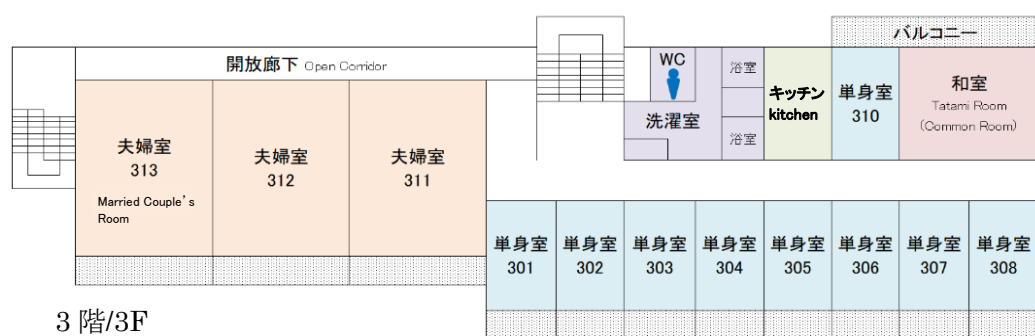 バルコニー
開放廊下 Open Corridor
WC
浴室
キッチン
kitchen
単身室
310
和室
Tatami Room
(Common Room)
洗濯室
浴室
夫婦室
313
Married Couple's
Room
夫婦室
312
夫婦室
311
単身室
301
単身室
302
単身室
303
単身室
304
単身室
305
単身室
306
単身室
307
単身室
308
3 階/3F